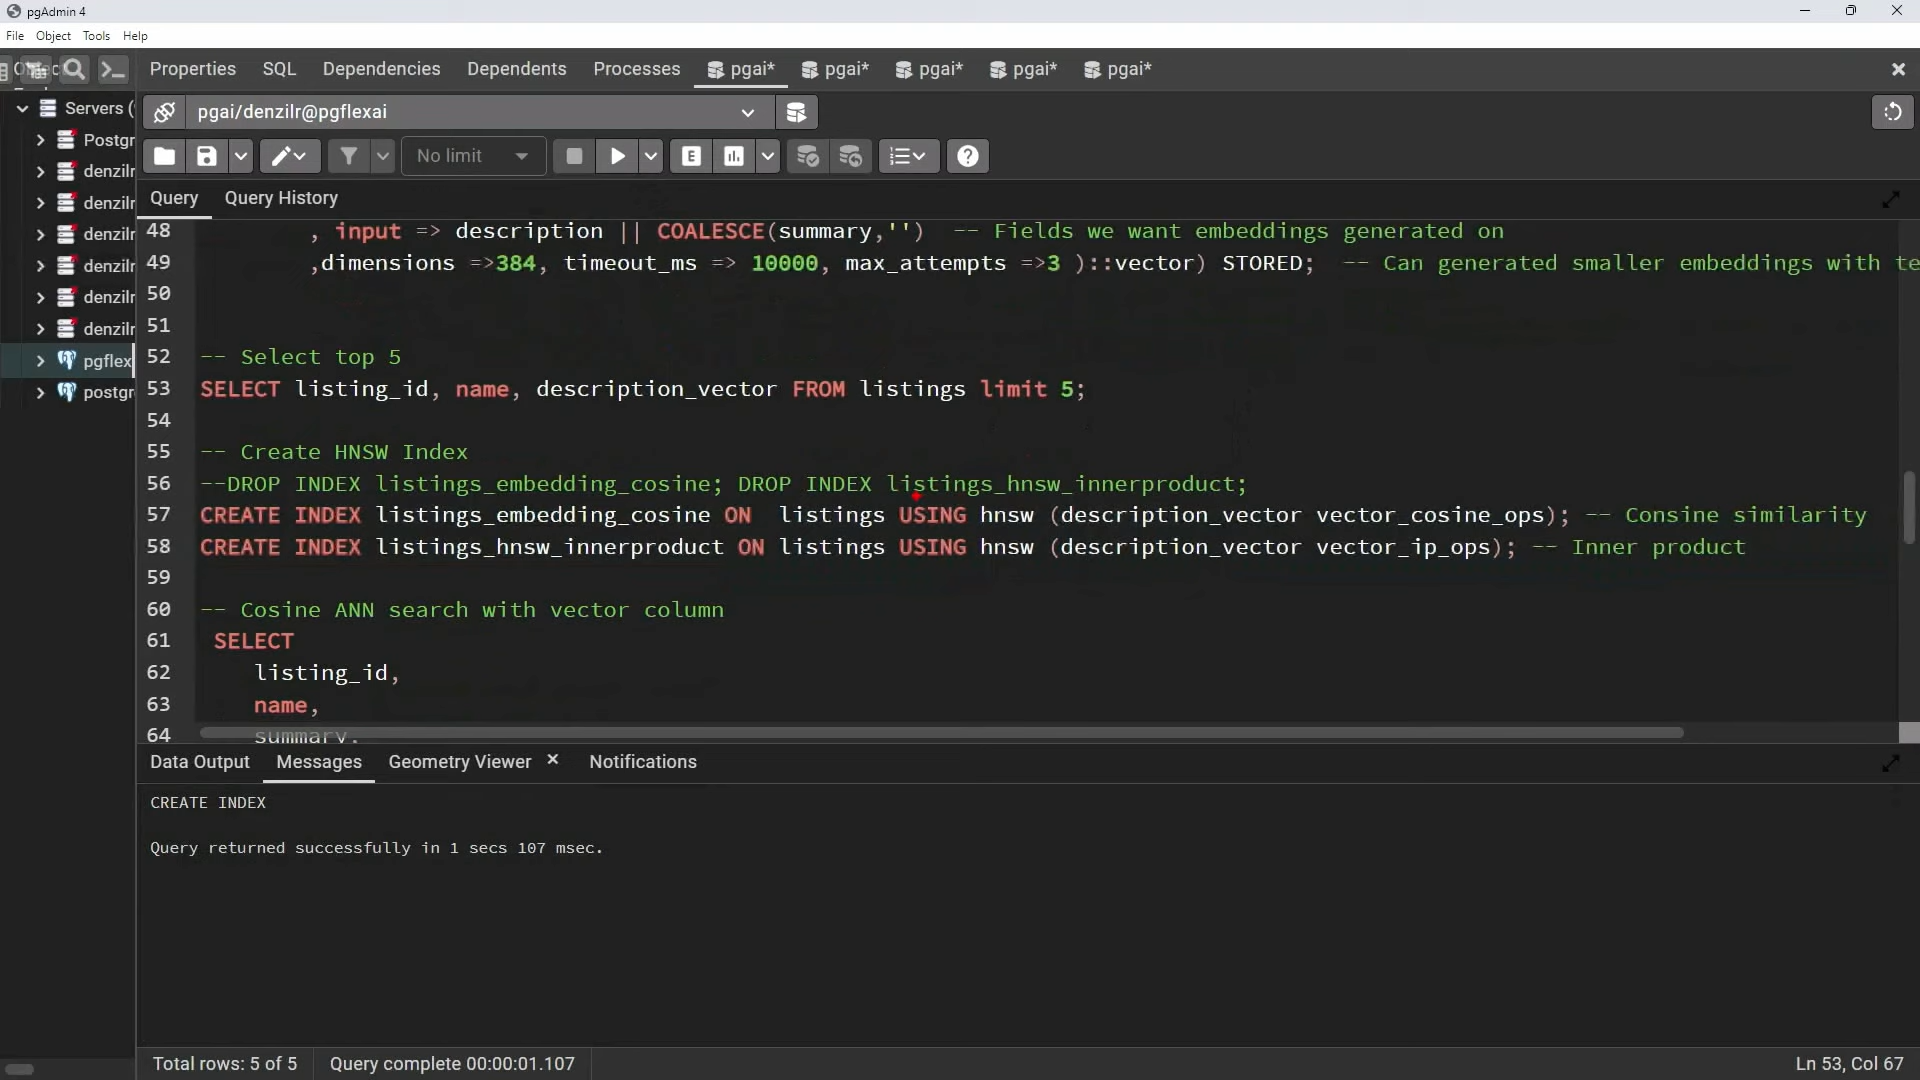 pgAdmin 4
File Object Tools Help
Properties SQL Dependencies Dependents Processes pgai* pgai* pgai* pgai* pgai*
Servers (
Postgr
denzilr
denzilr
denzilr
denzilr
denzilr
denzilr
pgflex
postgr
pgai/denzilr@pgflexai
No limit
Query Query History
48 , input => description || COALESCE(summary,'') -- Fields we want embeddings generated on
49 ,dimensions =>384, timeout_ms => 10000, max_attempts =>3 )::vector) STORED; -- Can generated smaller embeddings with te
50
51
52 -- Select top 5
53 SELECT listing_id, name, description_vector FROM listings limit 5;
54
55 -- Create HNSW Index
56 --DROP INDEX listings_embedding_cosine; DROP INDEX listings_hnsw_innerproduct;
57 CREATE INDEX listings_embedding_cosine ON listings USING hnsw (description_vector vector_cosine_ops); -- Consine similarity
58 CREATE INDEX listings_hnsw_innerproduct ON listings USING hnsw (description_vector vector_ip_ops); -- Inner product
59
60 -- Cosine ANN search with vector column
61 SELECT
62 listing_id,
63 name,
64 summary,
Data Output Messages Geometry Viewer Notifications
CREATE INDEX
Query returned successfully in 1 secs 107 msec.
Total rows: 5 of 5 Query complete 00:00:01.107 Ln 53, Col 67